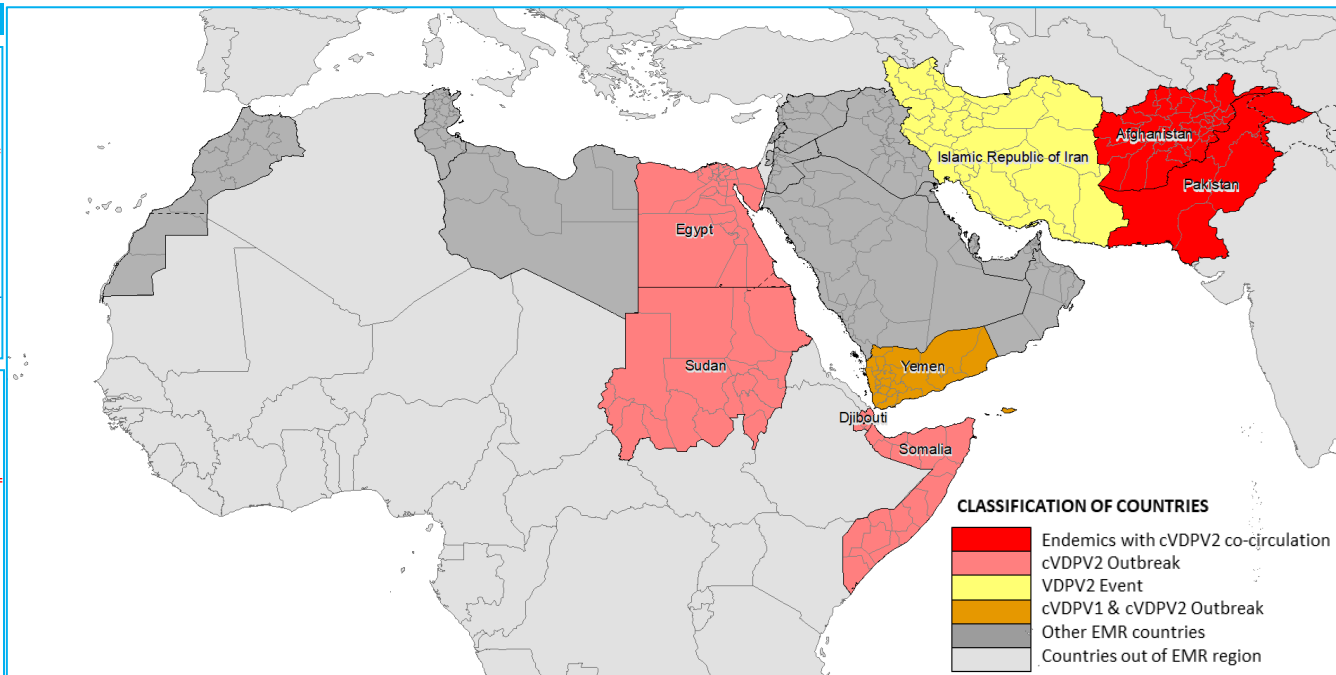 Afghanistan
Islamic Republic of Iran
Pakistan
Egypt
Sudan
Yemen
Djibouti
Somalia
CLASSIFICATION OF COUNTRIES
Endemics with cVDPV2 co-circulation
cVDPV2 Outbreak
VDPV2 Event
cVDPV1 & cVDPV2 Outbreak
Other EMR countries
Countries out of EMR region